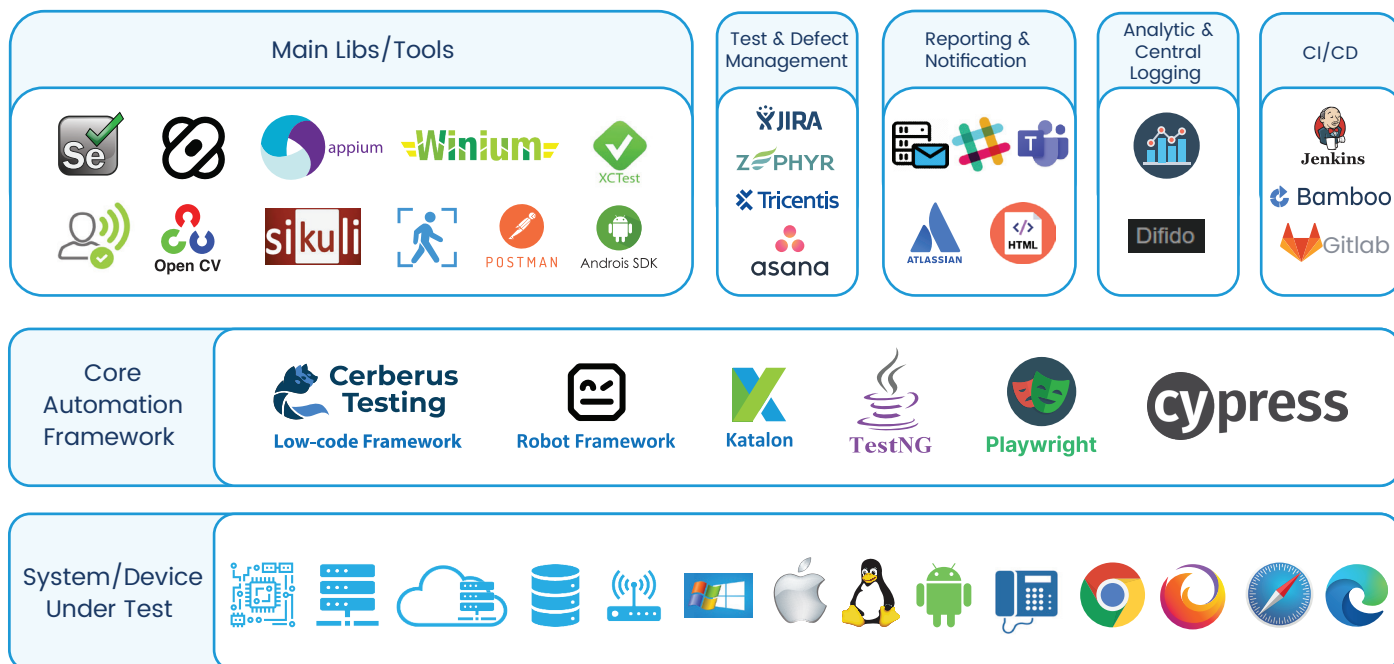 Main Libs/Tools
Test & Defect
Management
Reporting &
Notification
Analytic &
Central
Logging
CI/CD
Se
appium
Winium
XCTest
Open CV
sikuli
POSTMAN
Androis SDK
JIRA
ZEPHYR
Tricentis
asana
ATLASSIAN
</>
HTML
Difido
Jenkins
Bamboo
Gitlab
Core
Automation
Framework
Cerberus
Testing
Low-code Framework
Robot Framework
Katalon
TestNG
Playwright
cypress
System/Device
Under Test